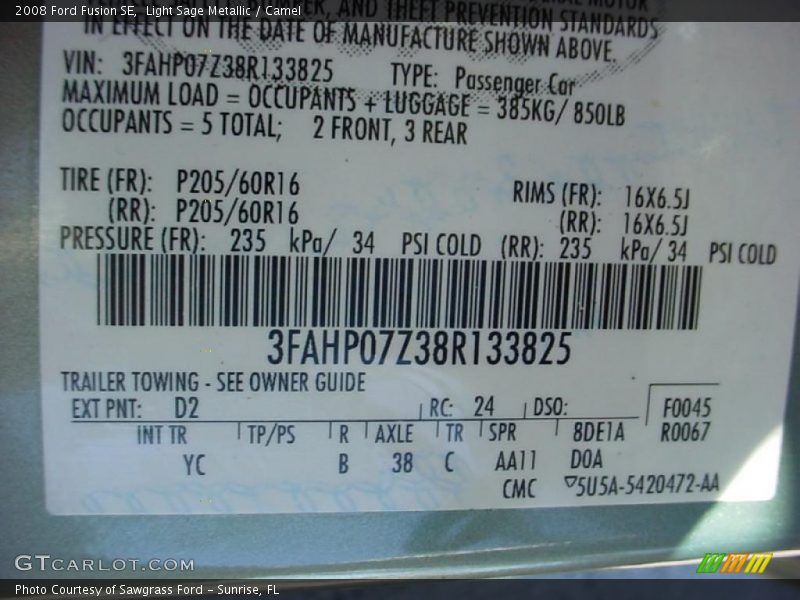 2008 Ford Fusion SE, Light Sage Metallic / Camel
AND THEFT PREVENTION STANDARDS
IN EFFECT ON THE DATE OF MANUFACTURE SHOWN ABOVE.
VIN: 3FAHP07Z38R133825 TYPE: Passenger Car
MAXIMUM LOAD = OCCUPANTS + LUGGAGE = 385KG/ 850LB
OCCUPANTS = 5 TOTAL; 2 FRONT, 3 REAR
TIRE (FR): P205/60R16 RIMS (FR): 16X6.5J
(RR): P205/60R16 (RR): 16X6.5J
PRESSURE (FR): 235 kPa/ 34 PSI COLD (RR): 235 kPa/ 34 PSI COLD
3FAHP07Z38R133825
TRAILER TOWING - SEE OWNER GUIDE
EXT PNT: D2 RC: 24 DSO: F0045
INT TR TP/PS R AXLE TR SPR 8DE1A R0067
YC B 38 C AA11 D0A
CMC 5U5A-5420472-AA
GTCARLOT.COM
Photo Courtesy of Sawgrass Ford - Sunrise, FL